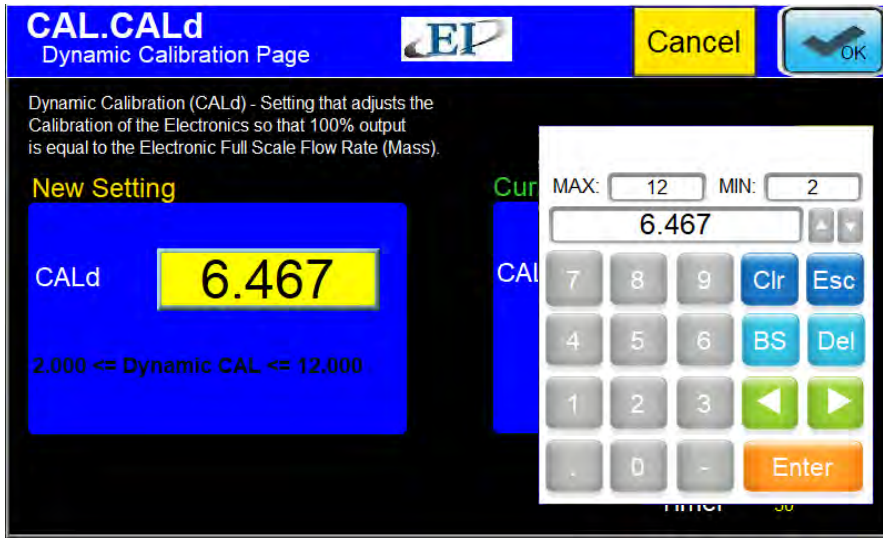 CAL.CALd
Dynamic Calibration Page
EI
Cancel
OK
Dynamic Calibration (CALd) - Setting that adjusts the
Calibration of the Electronics so that 100% output
is equal to the Electronic Full Scale Flow Rate (Mass).
New Setting
CALd
6.467
2.000 <= Dynamic CAL <= 12.000
MAX: 12 MIN: 2
6.467
7 8 9 Clr Esc
4 5 6 BS Del
1 2 3
. 0 - Enter